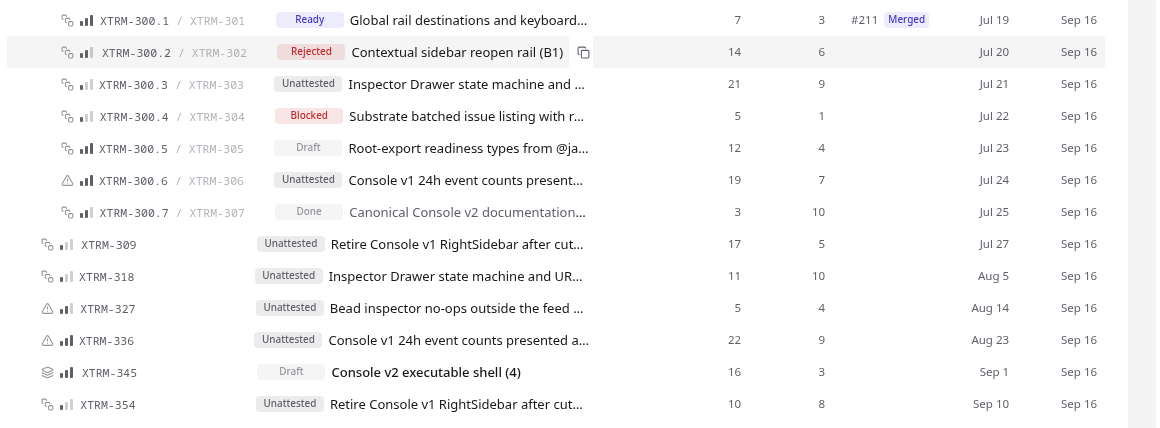 XTRM-300.1 / XTRM-301 Ready Global rail destinations and keyboard... 7 3 #211 Merged Jul 19 Sep 16
XTRM-300.2 / XTRM-302 Rejected Contextual sidebar reopen rail (B1) 14 6 Jul 20 Sep 16
XTRM-300.3 / XTRM-303 Unattested Inspector Drawer state machine and ... 21 9 Jul 21 Sep 16
XTRM-300.4 / XTRM-304 Blocked Substrate batched issue listing with r... 5 1 Jul 22 Sep 16
XTRM-300.5 / XTRM-305 Draft Root-export readiness types from @ja... 12 4 Jul 23 Sep 16
XTRM-300.6 / XTRM-306 Unattested Console v1 24h event counts present... 19 7 Jul 24 Sep 16
XTRM-300.7 / XTRM-307 Done Canonical Console v2 documentation... 3 10 Jul 25 Sep 16
XTRM-309 Unattested Retire Console v1 RightSidebar after cut... 17 5 Jul 27 Sep 16
XTRM-318 Unattested Inspector Drawer state machine and UR... 11 10 Aug 5 Sep 16
XTRM-327 Unattested Bead inspector no-ops outside the feed ... 5 4 Aug 14 Sep 16
XTRM-336 Unattested Console v1 24h event counts presented a... 22 9 Aug 23 Sep 16
XTRM-345 Draft Console v2 executable shell (4) 16 3 Sep 1 Sep 16
XTRM-354 Unattested Retire Console v1 RightSidebar after cut... 10 8 Sep 10 Sep 16